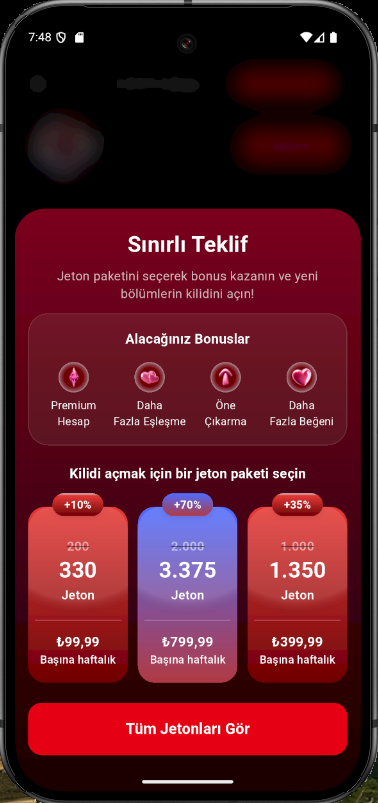 7:48
Sınırlı Teklif
Jeton paketini seçerek bonus kazanın ve yeni
bölümlerin kilidini açın!
Alacağınız Bonuslar
Premium
Hesap
Daha
Fazla Eşleşme
Öne
Çıkarma
Daha
Fazla Beğeni
Kilidi açmak için bir jeton paketi seçin
+10%
200
330
Jeton
₺99,99
Başına haftalık
+70%
2.000
3.375
Jeton
₺799,99
Başına haftalık
+35%
1.000
1.350
Jeton
₺399,99
Başına haftalık
Tüm Jetonları Gör